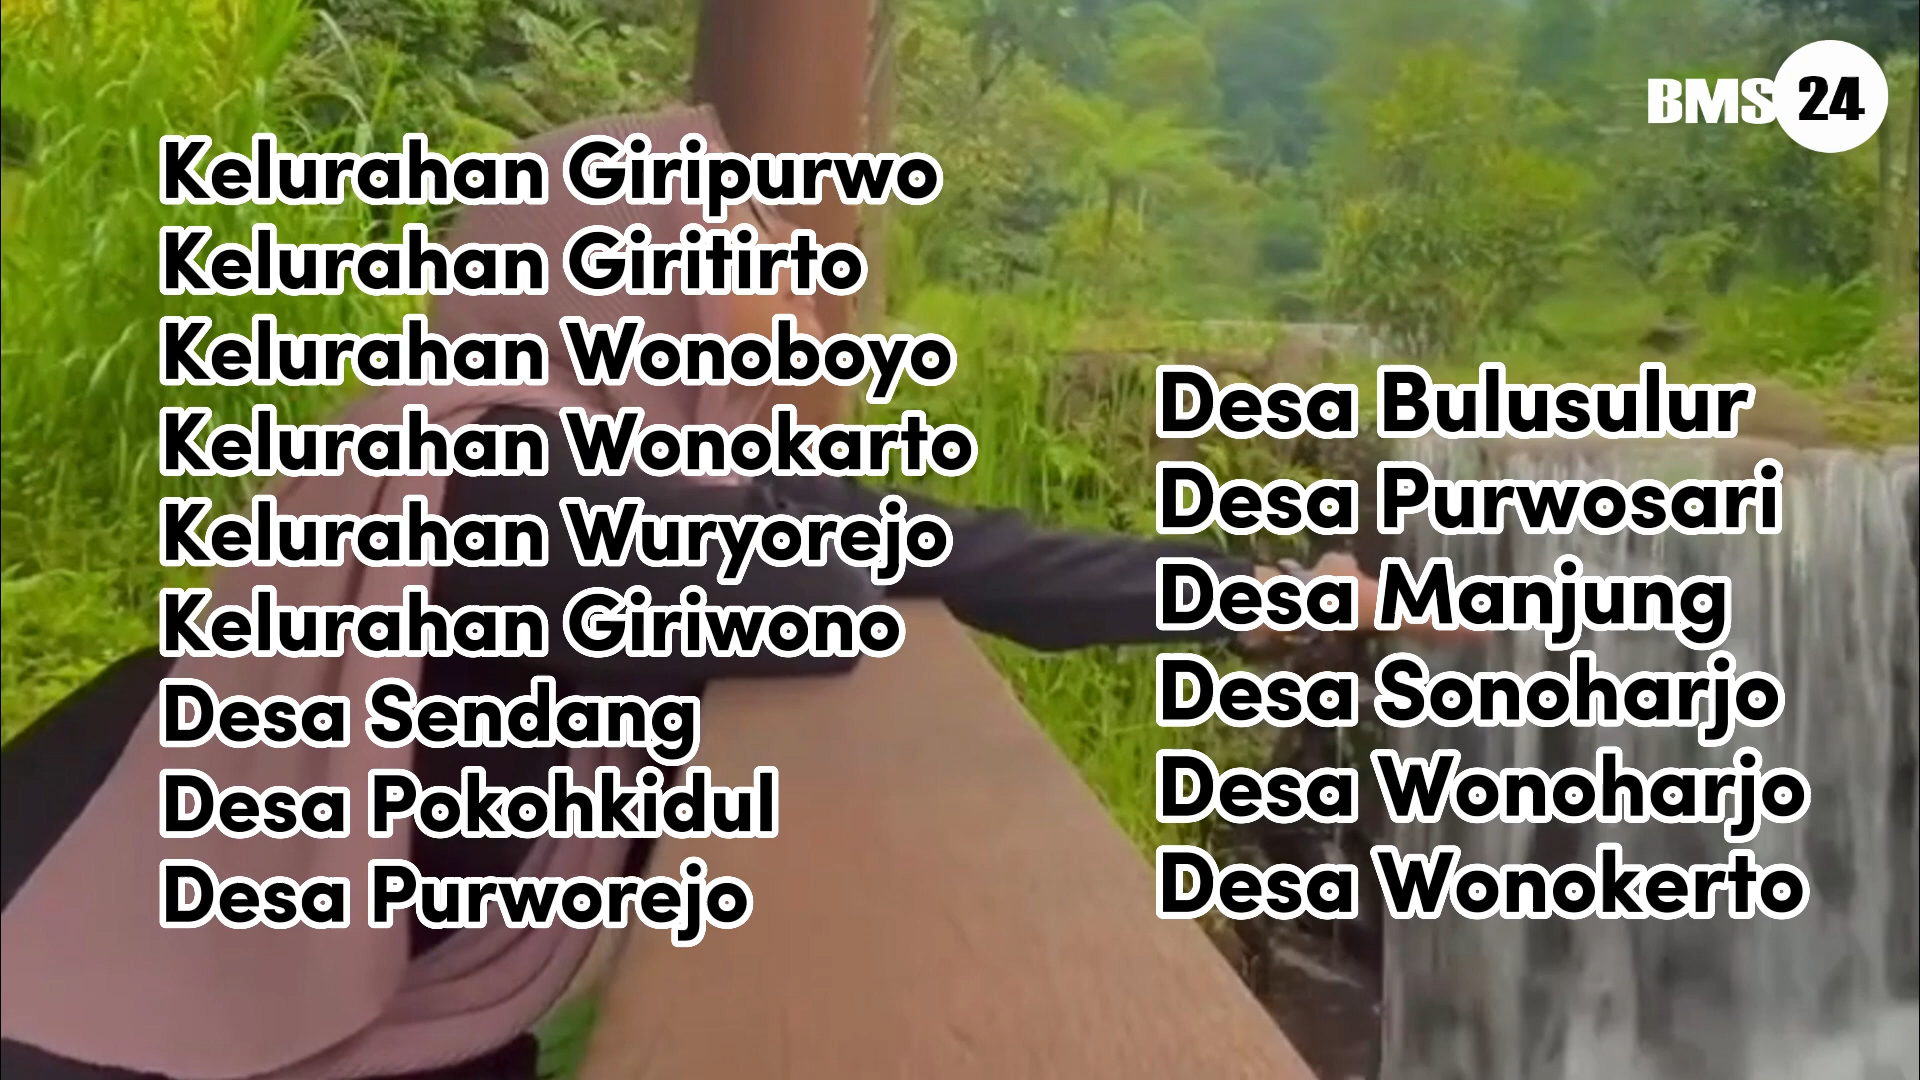 BMS 24
Kelurahan Giripurwo
Kelurahan Giritirto
Kelurahan Wonoboyo
Kelurahan Wonokarto
Kelurahan Wuryorejo
Kelurahan Giriwono
Desa Sendang
Desa Pokohkidul
Desa Purworejo
Desa Bulusulur
Desa Purwosari
Desa Manjung
Desa Sonoharjo
Desa Wonoharjo
Desa Wonokerto